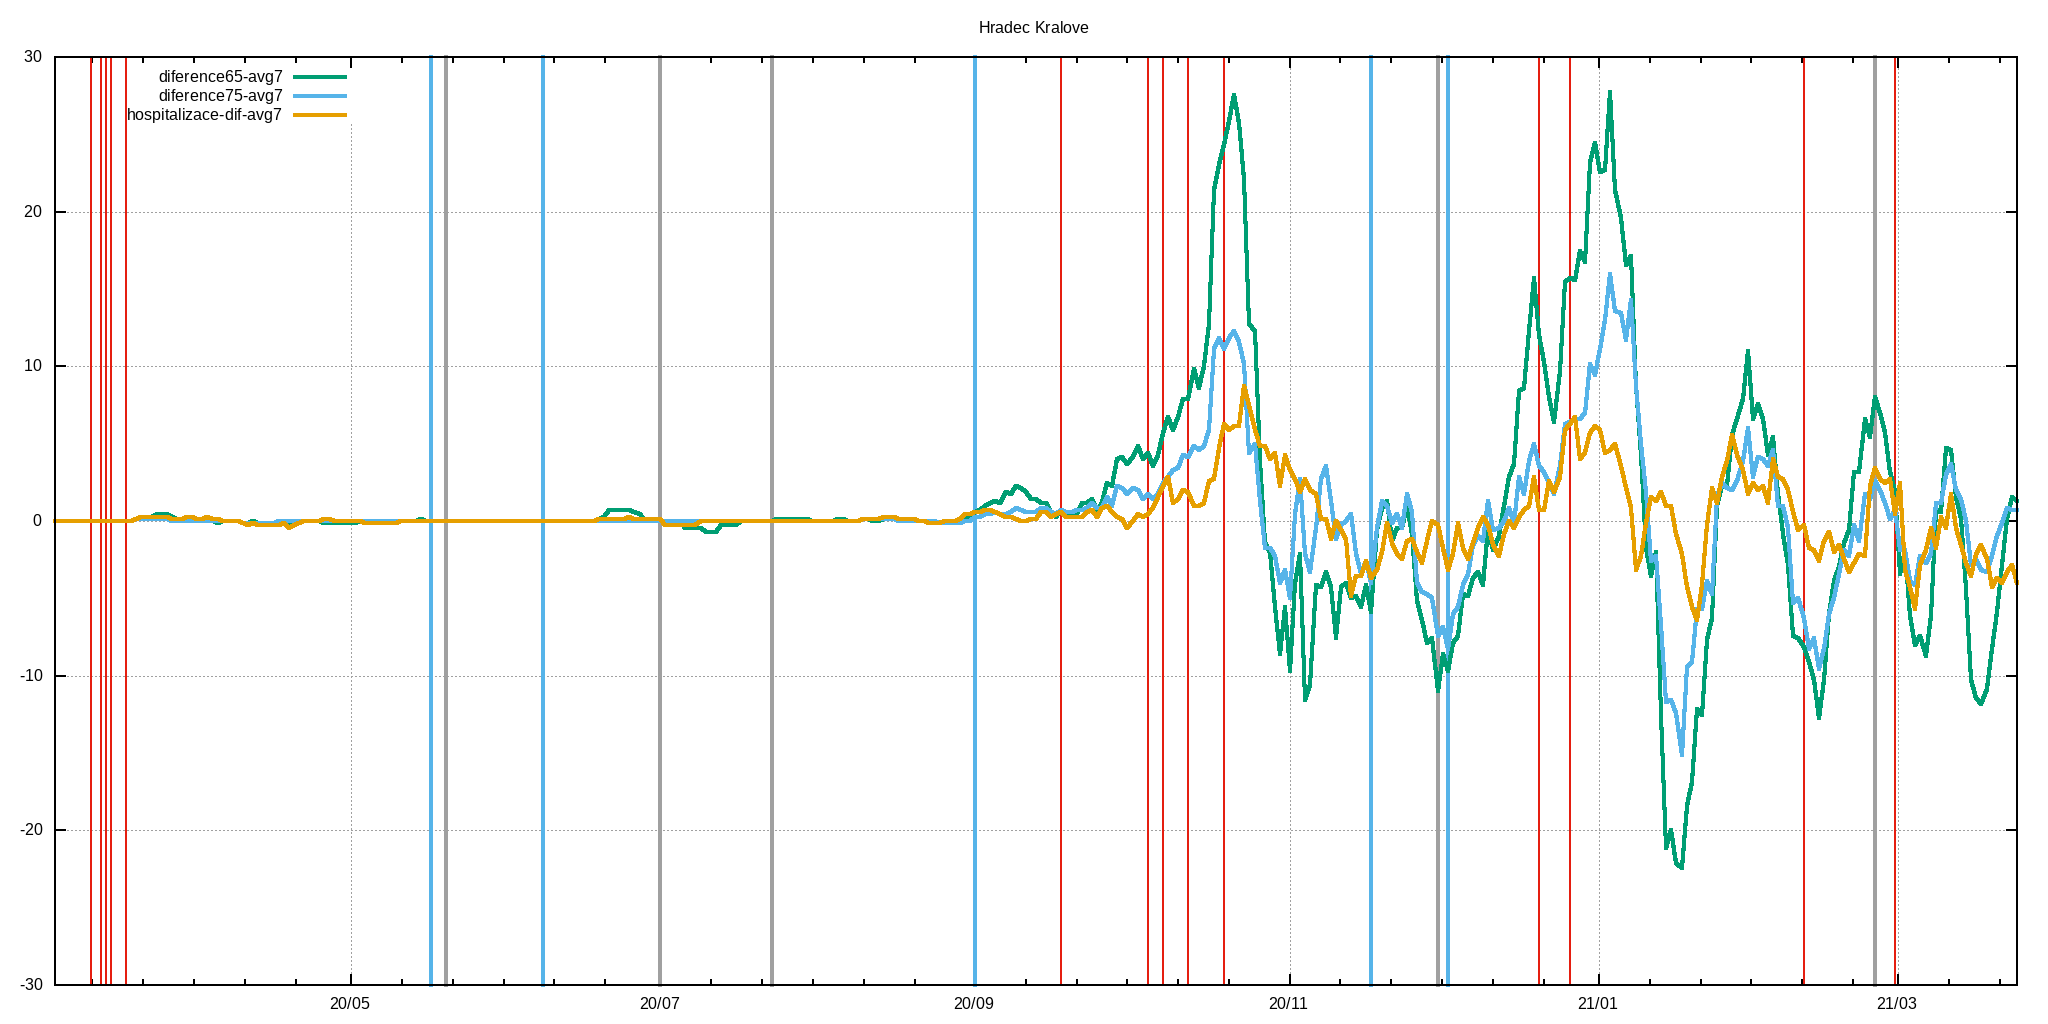 Hradec Kralove
diference65-avg7
diference75-avg7
hospitalizace-dif-avg7
30
20
10
0
-10
-20
-30
20/05 20/07 20/09 20/11 21/01 21/03